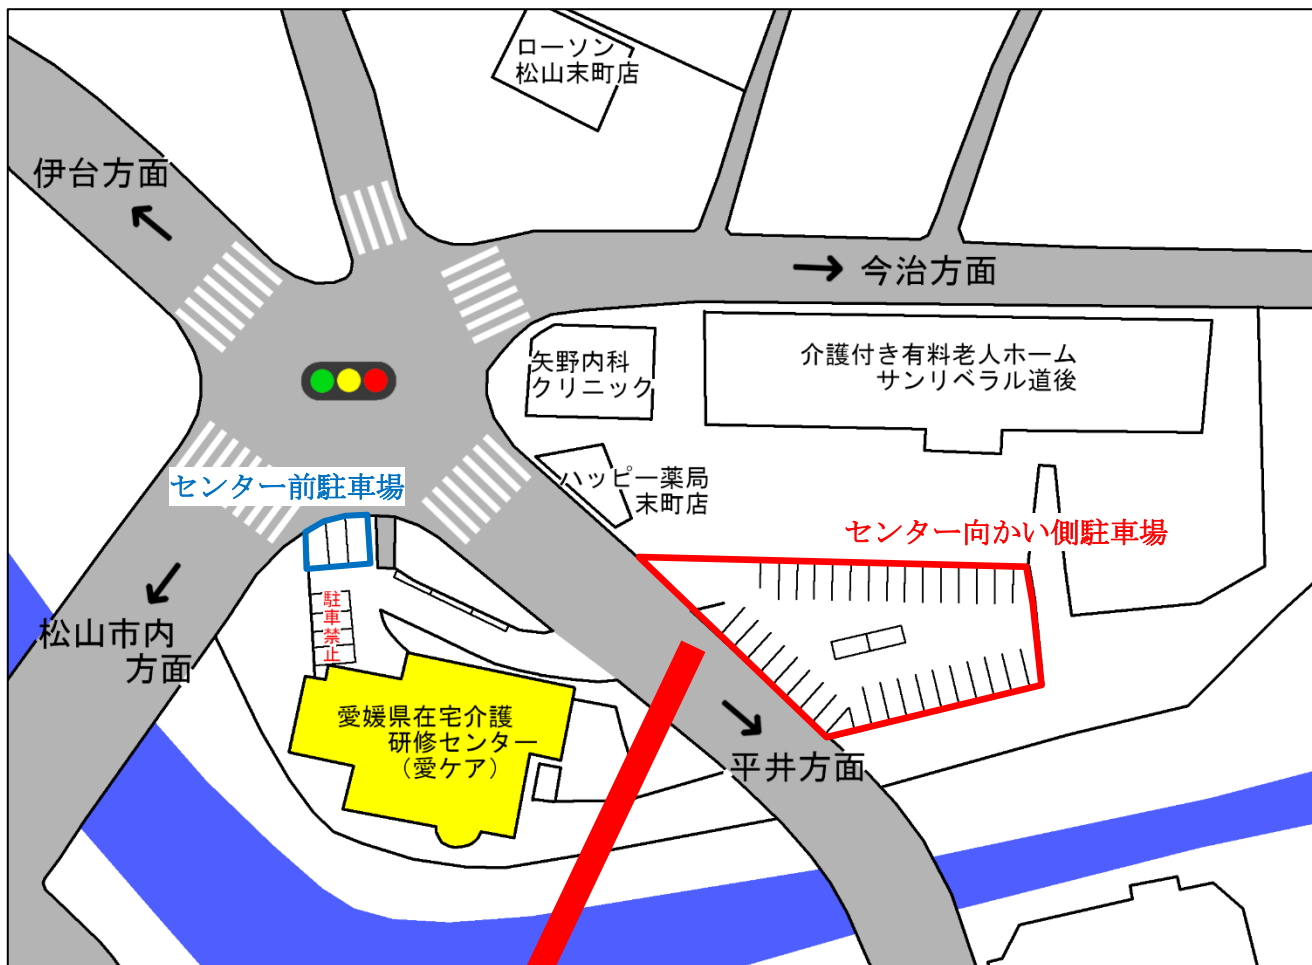 ローソン
松山末町店
伊台方面
今治方面
矢野内科
クリニック
介護付き有料老人ホーム
サンリベラル道後
ハッピー薬局
末町店
センター前駐車場
センター向かい側駐車場
駐車禁止
松山市内
方面
愛媛県在宅介護
研修センター
（愛ケア）
平井方面